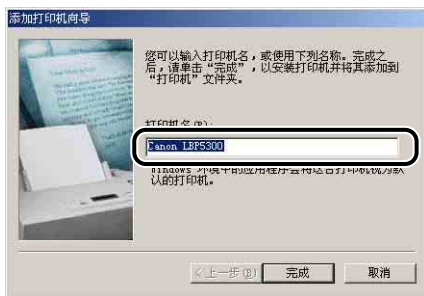 添加打印机向导
您可以输入打印机名，或使用下列名称。完成之
后，请单击“完成”，以安装打印机并将其添加到
“打印机”文件夹。
打印机名(P):
Canon LBP5300
Windows 环境中的应用程序会将这台打印机视为默
认的打印机。
<上一步(B)
完成
取消